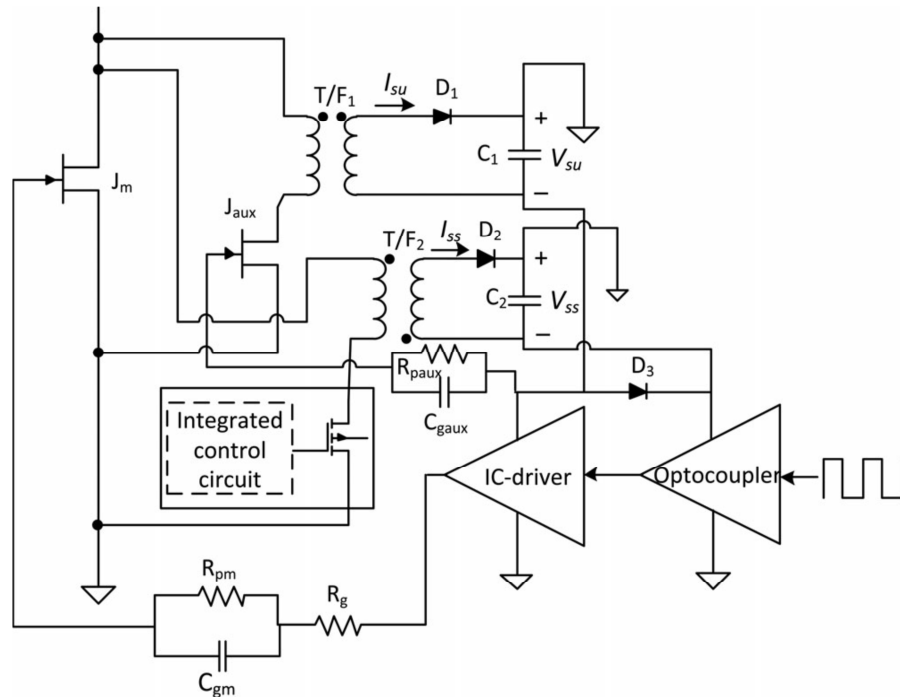 T/F1
Isu
D1
+
C1
Vsu
−
Jm
Jaux
T/F2
Iss
D2
+
C2
Vss
−
Rpaux
Cgaux
D3
Integrated
control
circuit
IC-driver
Optocoupler
Rpm
Rg
Cgm